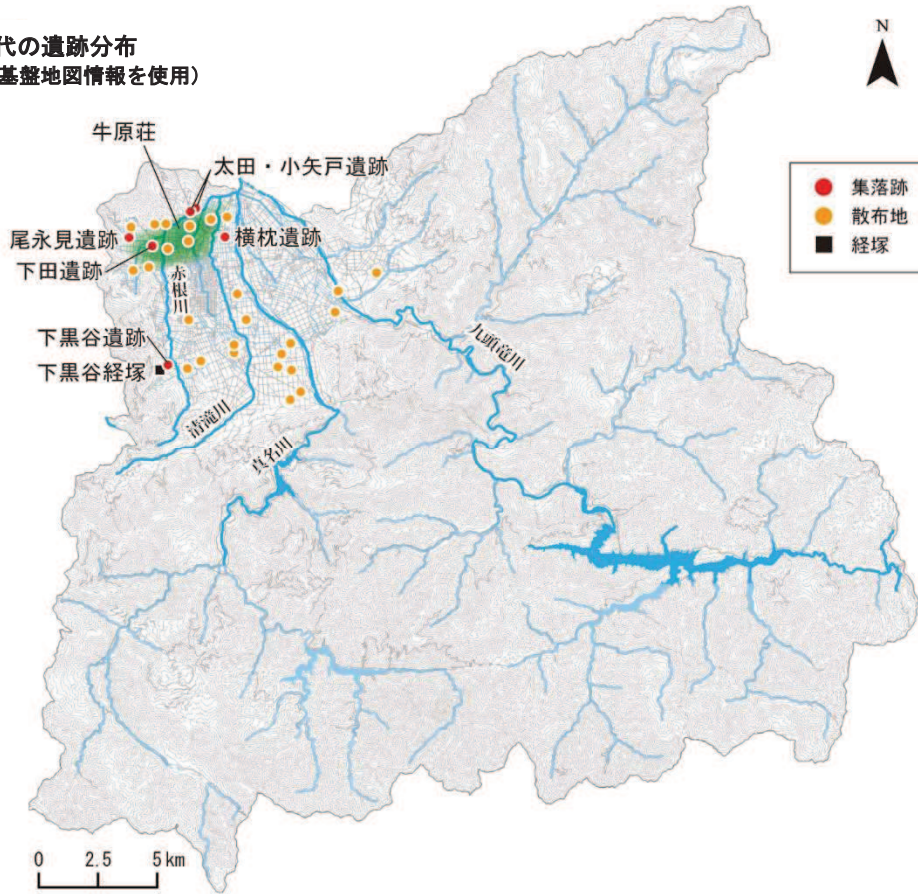 代の遺跡分布
基盤地図情報を使用）
N
牛原荘
太田・小矢戸遺跡
集落跡
散布地
経塚
尾永見遺跡
横枕遺跡
下田遺跡
赤根川
下黒谷遺跡
九頭竜川
下黒谷経塚
清滝川
真名川
0 2.5 5km